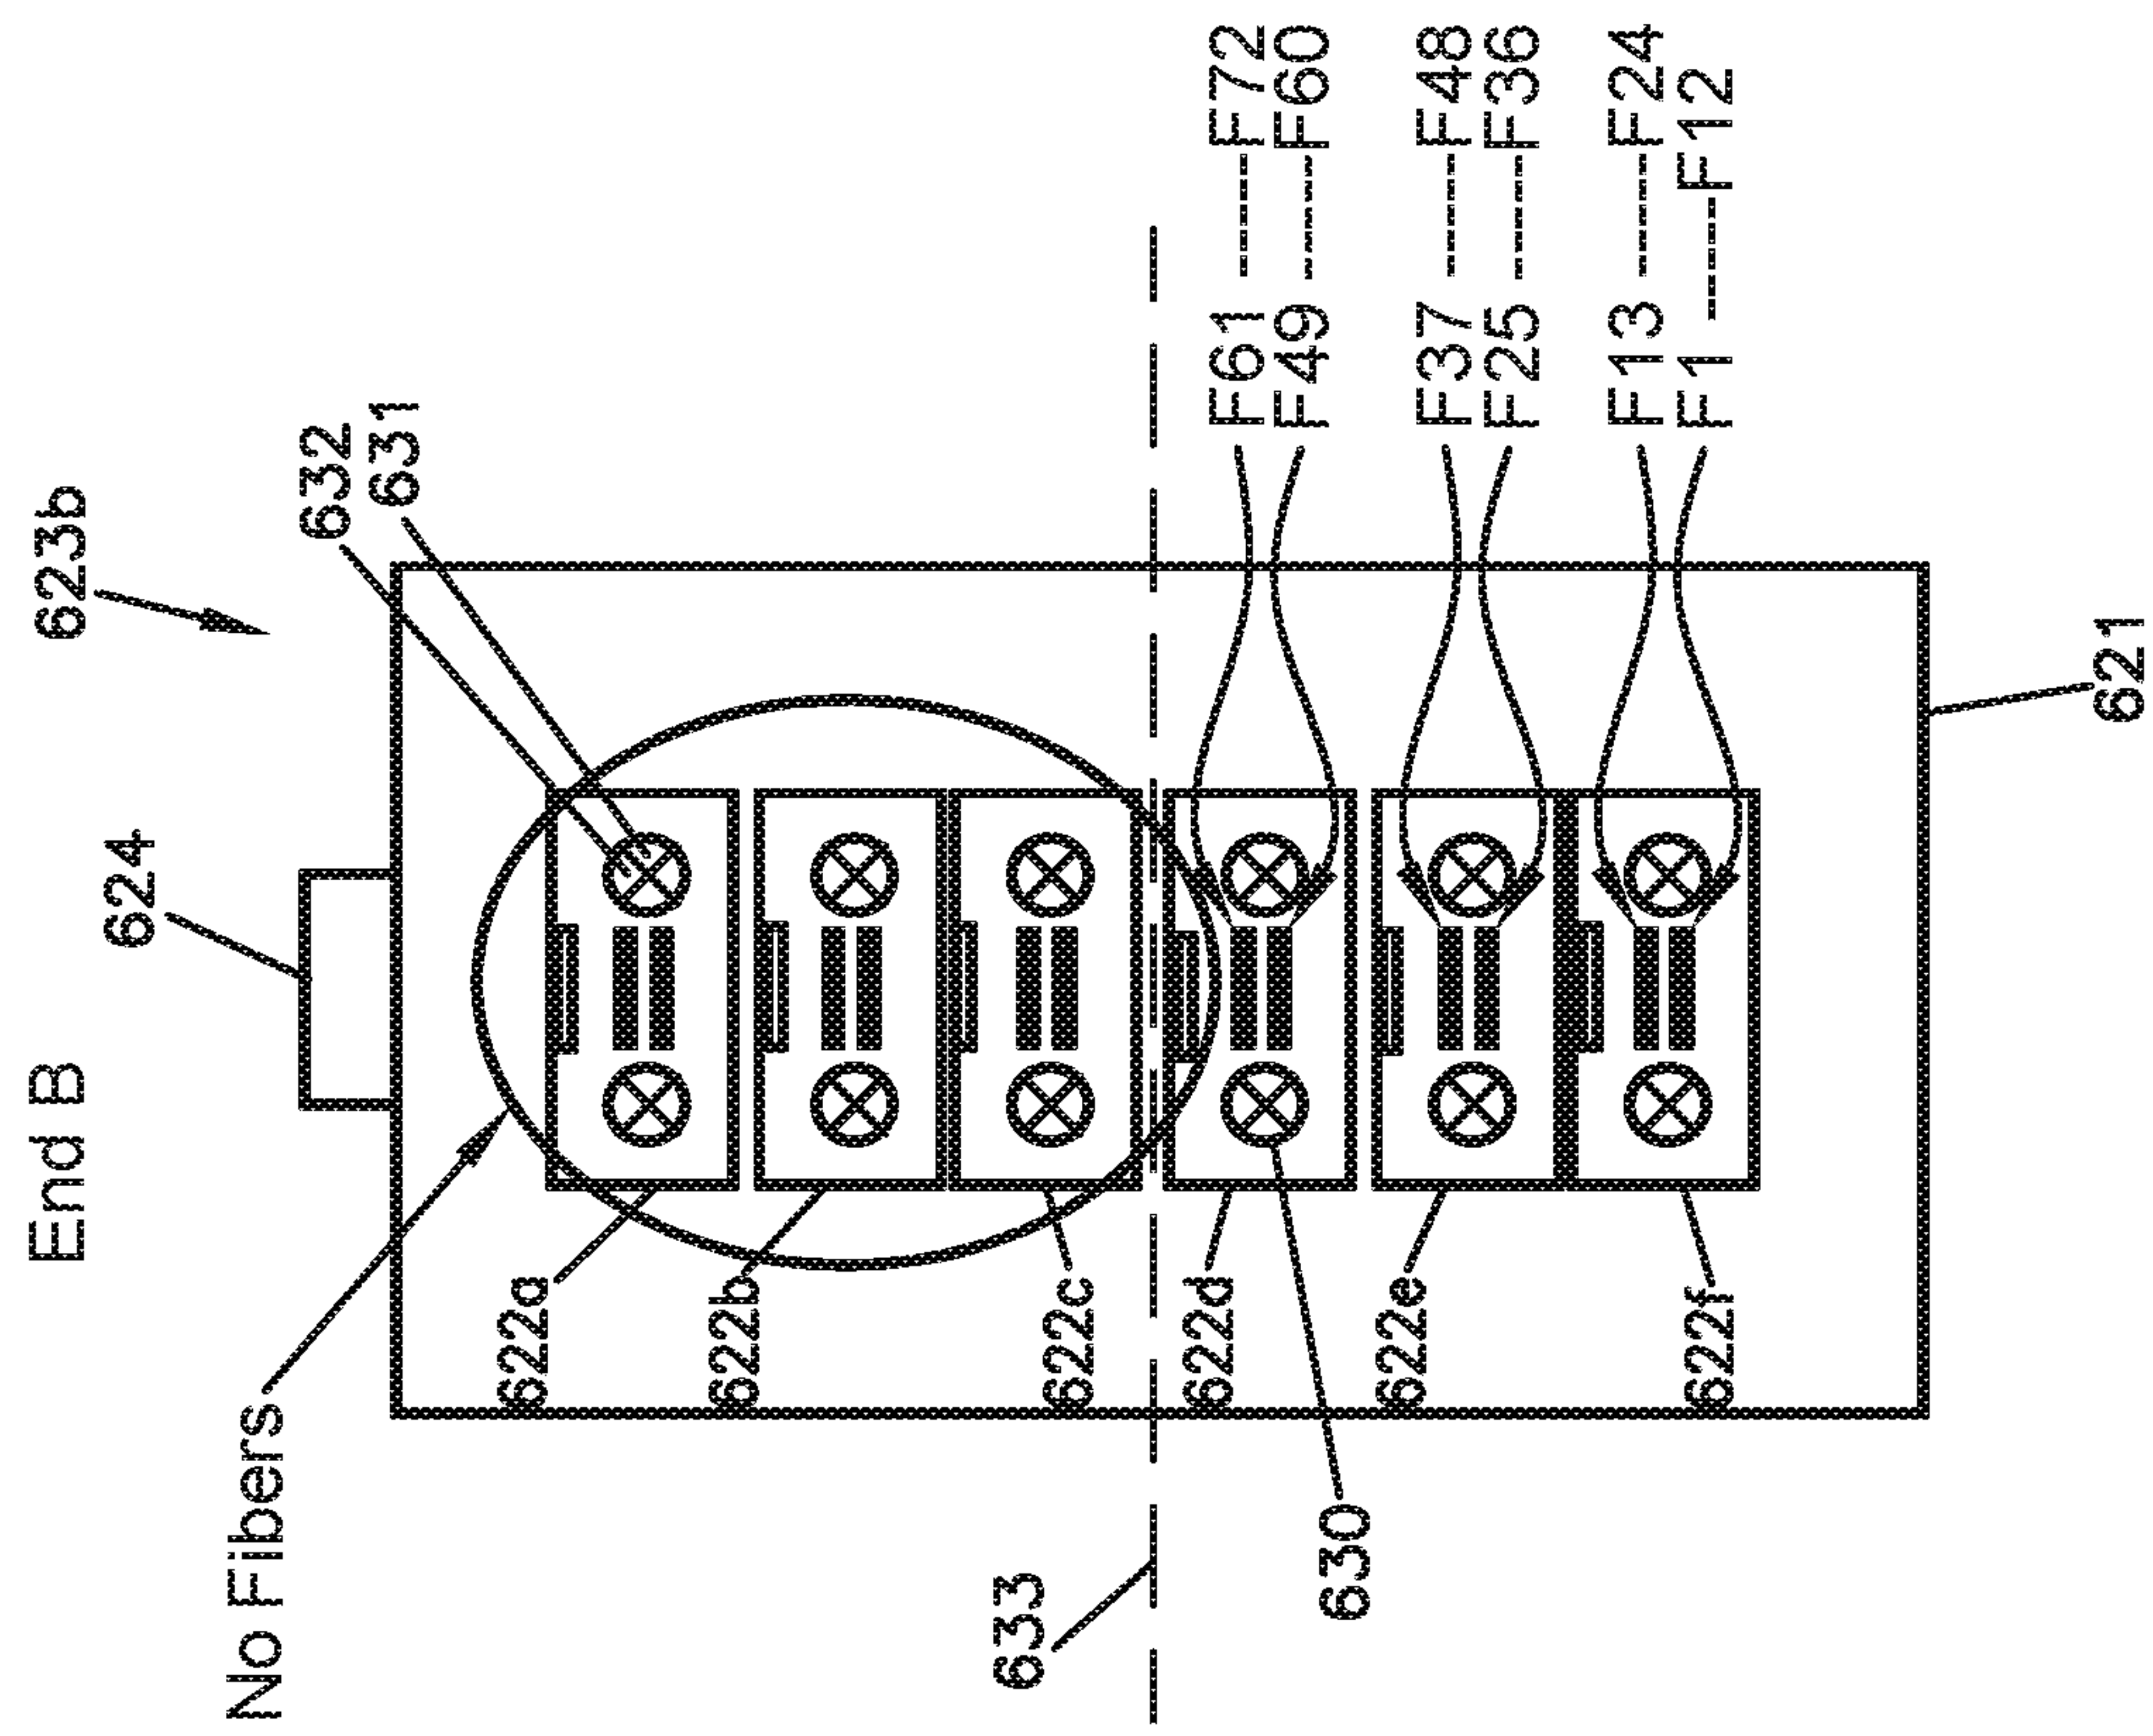 End B
623b
624
632
631
No Fibers
622a
622b
622c
622d
622e
622f
633
630
621
F61 ------- F72
F49 ------- F60
F37 ------- F48
F25 ------- F36
F13 ------- F24
F1 ------- F12